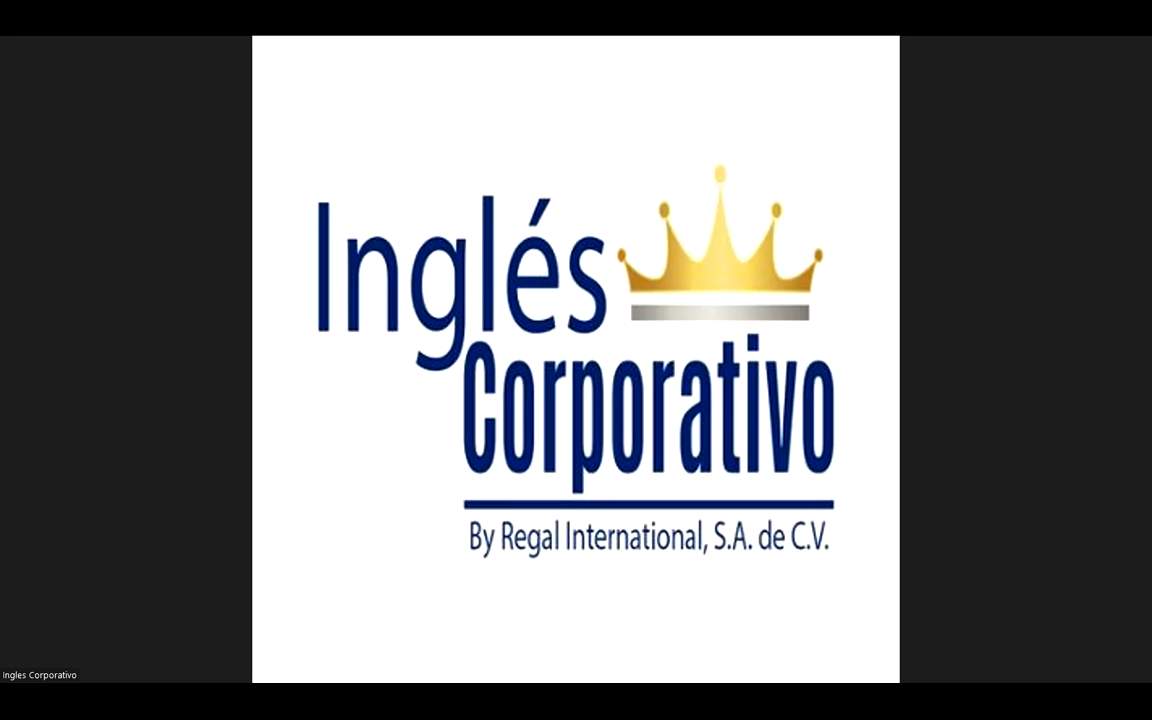 Inglés
Corporativo
By Regal International, S.A. de C.V.
Ingles Corporativo